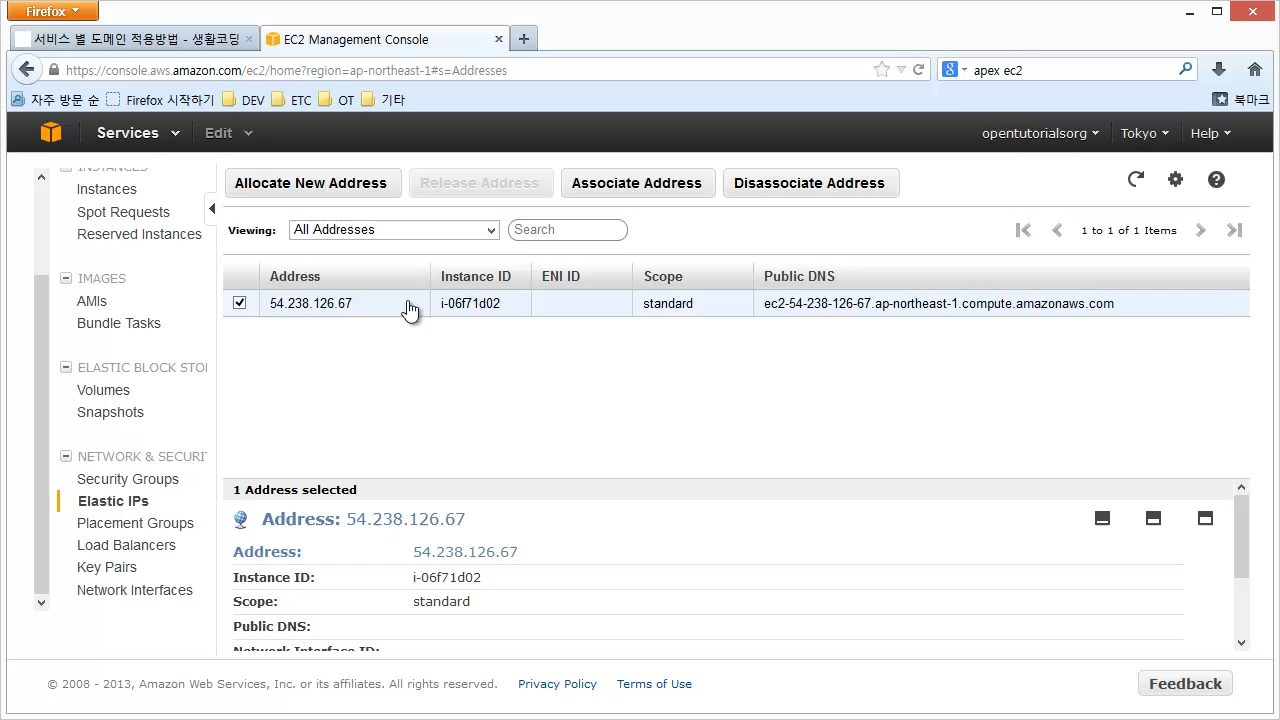 Firefox
서비스 별 도메인 적용방법 - 생활코딩
EC2 Management Console
https://console.aws.amazon.com/ec2/home?region=ap-northeast-1#s=Addresses
apex ec2
자주 방문 순
Firefox 시작하기
DEV
ETC
OT
기타
북마크
Services
Edit
opentutorialsorg
Tokyo
Help
INSTANCES
Instances
Spot Requests
Reserved Instances
IMAGES
AMIs
Bundle Tasks
ELASTIC BLOCK STO
Volumes
Snapshots
NETWORK & SECURI
Security Groups
Elastic IPs
Placement Groups
Load Balancers
Key Pairs
Network Interfaces
Allocate New Address
Release Address
Associate Address
Disassociate Address
Viewing:
All Addresses
Search
1 to 1 of 1 Items
Address
Instance ID
ENI ID
Scope
Public DNS
54.238.126.67
i-06f71d02
standard
ec2-54-238-126-67.ap-northeast-1.compute.amazonaws.com
1 Address selected
Address: 54.238.126.67
Address: 54.238.126.67
Instance ID: i-06f71d02
Scope: standard
Public DNS:
Network Interface ID:
© 2008 - 2013, Amazon Web Services, Inc. or its affiliates. All rights reserved.
Privacy Policy
Terms of Use
Feedback